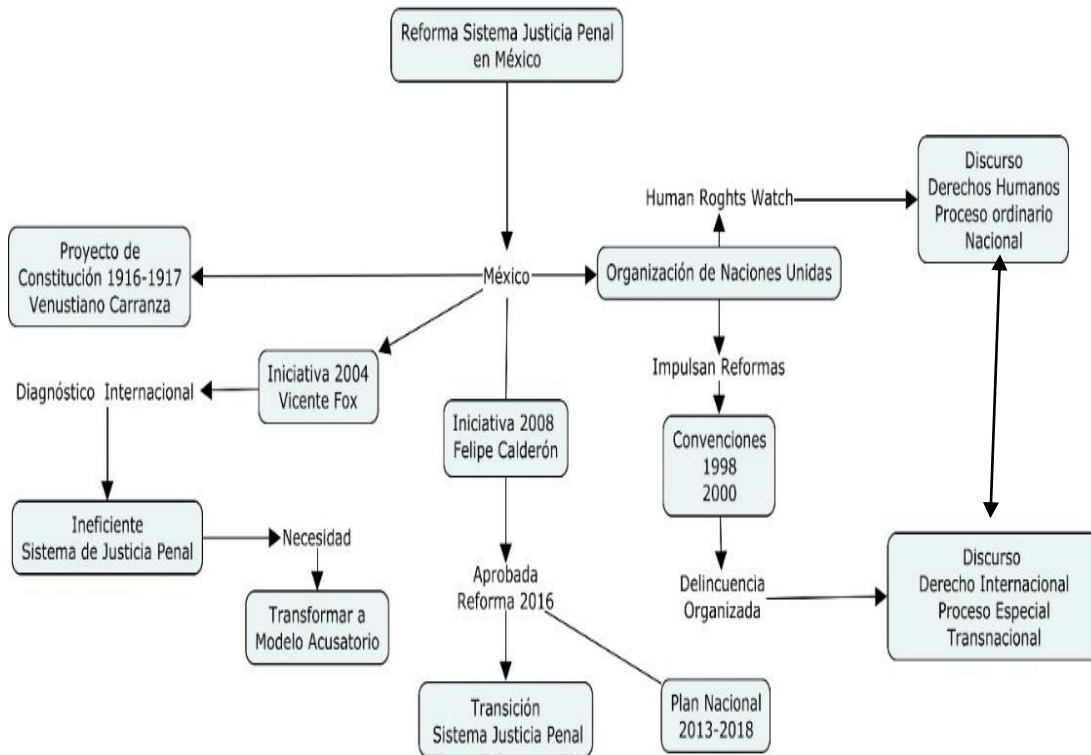 Reforma Sistema Justicia Penal
en México
Discurso
Derechos Humanos
Proceso ordinario
Nacional
Human Roghts Watch
Proyecto de
Constitución 1916-1917
Venustiano Carranza
México
Organización de Naciones Unidas
Diagnóstico Internacional
Iniciativa 2004
Vicente Fox
Impulsan Reformas
Iniciativa 2008
Felipe Calderón
Convenciones
1998
2000
Ineficiente
Sistema de Justicia Penal
Necesidad
Discurso
Derecho Internacional
Proceso Especial
Transnacional
Aprobada
Reforma 2016
Delincuencia
Organizada
Transformar a
Modelo Acusatorio
Transición
Sistema Justicia Penal
Plan Nacional
2013-2018